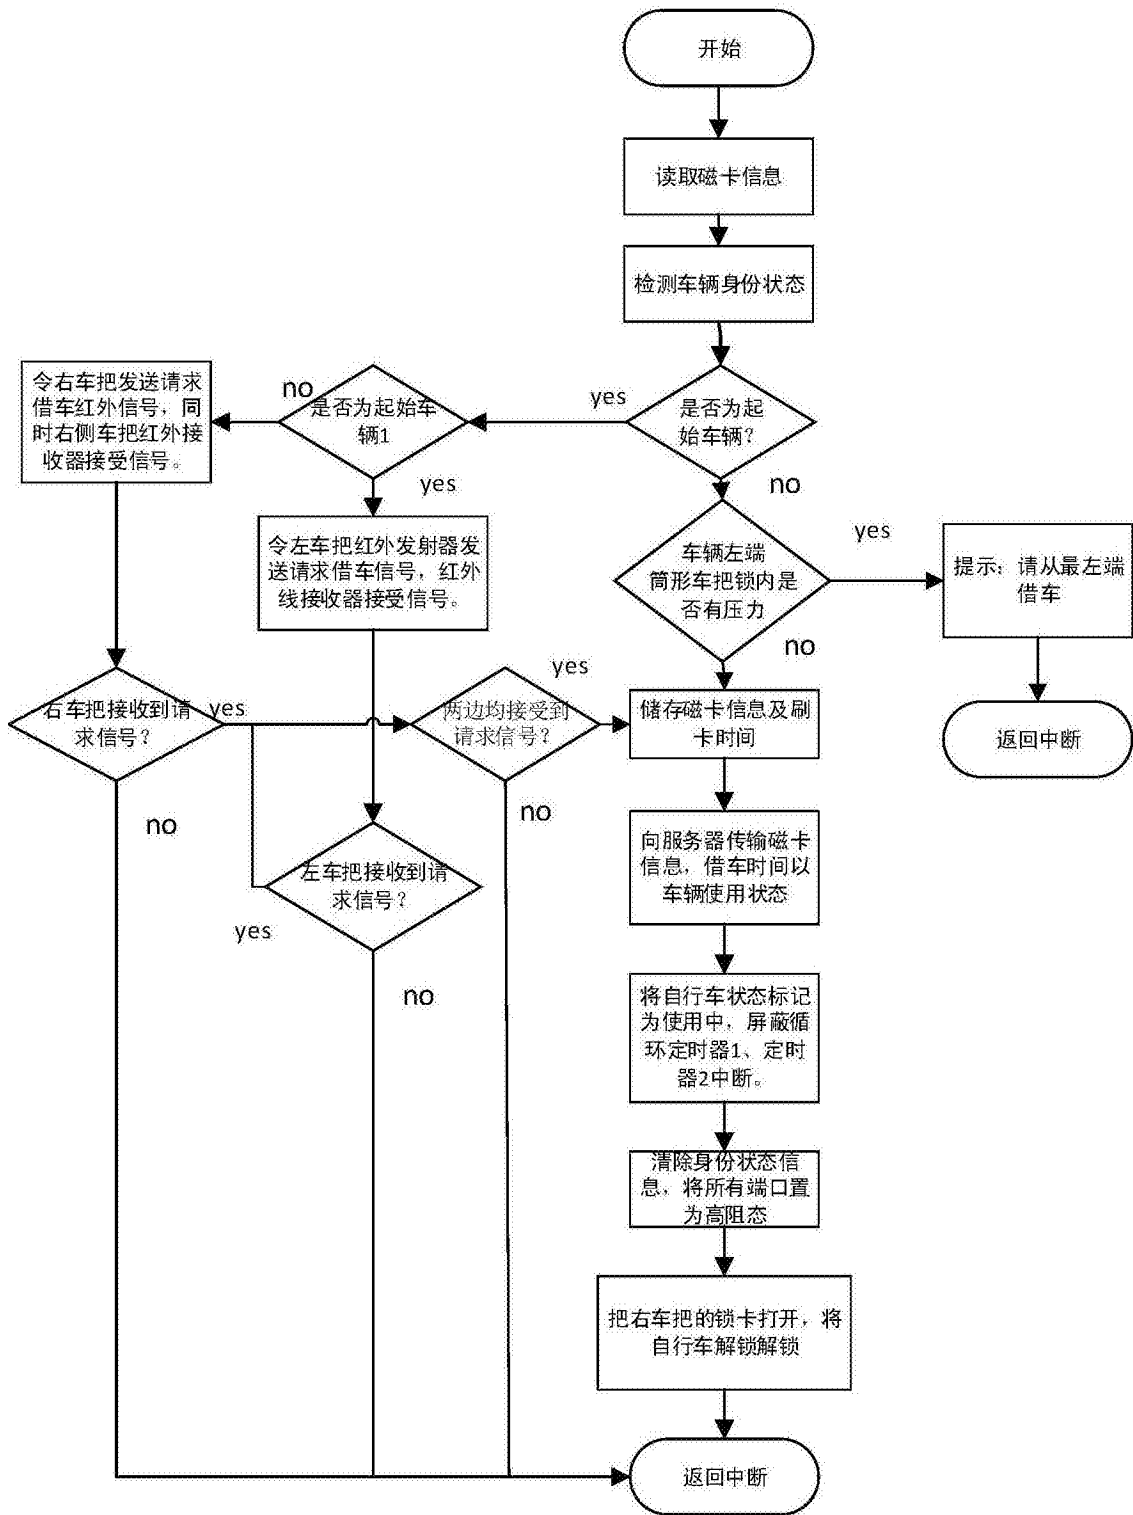 开始
读取磁卡信息
检测车辆身份状态
是否为起
始车辆？
yes
no
是否为起始车
辆1
no
yes
令右车把发送请求
借车红外信号，同
时右侧车把红外接
收器接受信号。
令左车把红外发射器发
送请求借车信号，红外
线接收器接受信号。
车辆左端
筒形车把锁内是
否有压力
yes
no
提示：请从最左端
借车
返回中断
右车把接收到请
求信号？
yes
no
两边均接受到
请求信号？
yes
no
储存磁卡信息及刷
卡时间
左车把接收到请
求信号？
yes
no
向服务器传输磁卡
信息，借车时间以
车辆使用状态
将自行车状态标记
为使用中，屏蔽循
环定时器1、定时
器2中断。
清除身份状态信
息，将所有端口置
为高阻态
把右车把的锁卡打开，将
自行车解锁解锁
返回中断